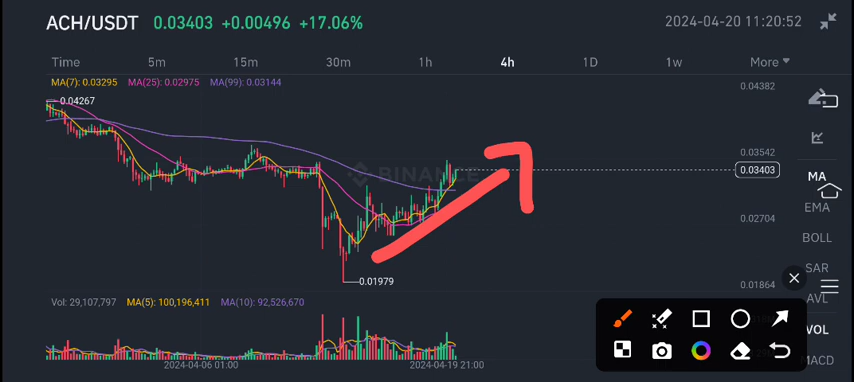 ACH/USDT 0.03403 +0.00496 +17.06% 2024-04-20 11:20:52
Time 5m 15m 30m 1h 4h 1D 1w More
MA(7): 0.03295 MA(25): 0.02975 MA(99): 0.03144
0.04382
0.04267
0.03542
BINANCE
0.03403
MA
EMA
0.02704
BOLL
SAR
0.01979
0.01864
AVL
Vol: 29,107,797 MA(5): 100,196,411 MA(10): 92,526,670
VOL
MACD
2024-04-06 01:00 2024-04-19 21:00